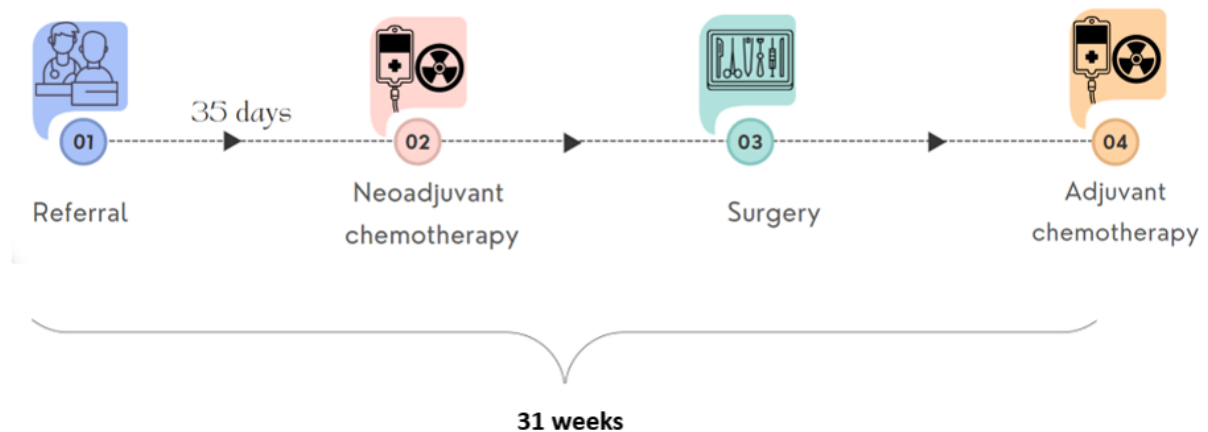 35 days
01
02
03
04
Referral
Neoadjuvant
chemotherapy
Surgery
Adjuvant
chemotherapy
31 weeks